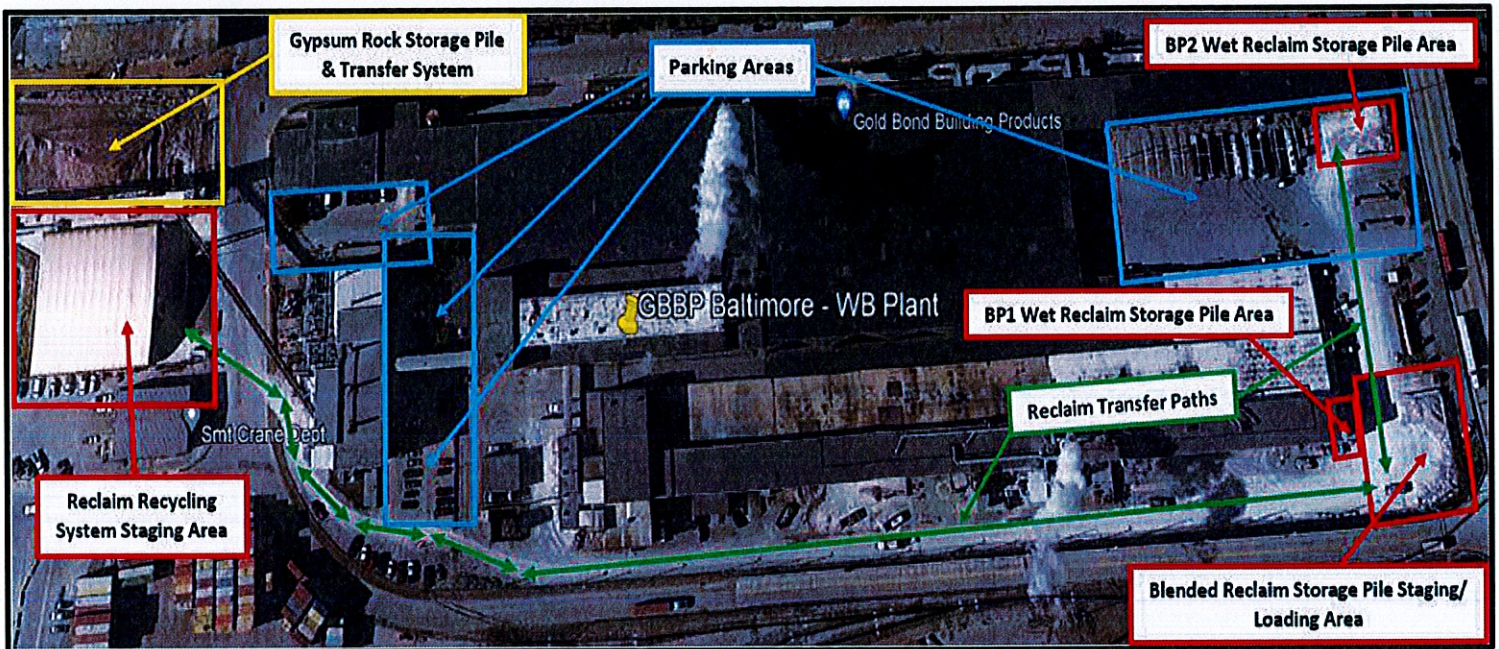 Gypsum Rock Storage Pile
& Transfer System
Parking Areas
BP2 Wet Reclaim Storage Pile Area
Gold Bond Building Products
GBBP Baltimore - WB Plant
BP1 Wet Reclaim Storage Pile Area
Reclaim Transfer Paths
Smt Crane Dept
Reclaim Recycling
System Staging Area
Blended Reclaim Storage Pile Staging/
Loading Area